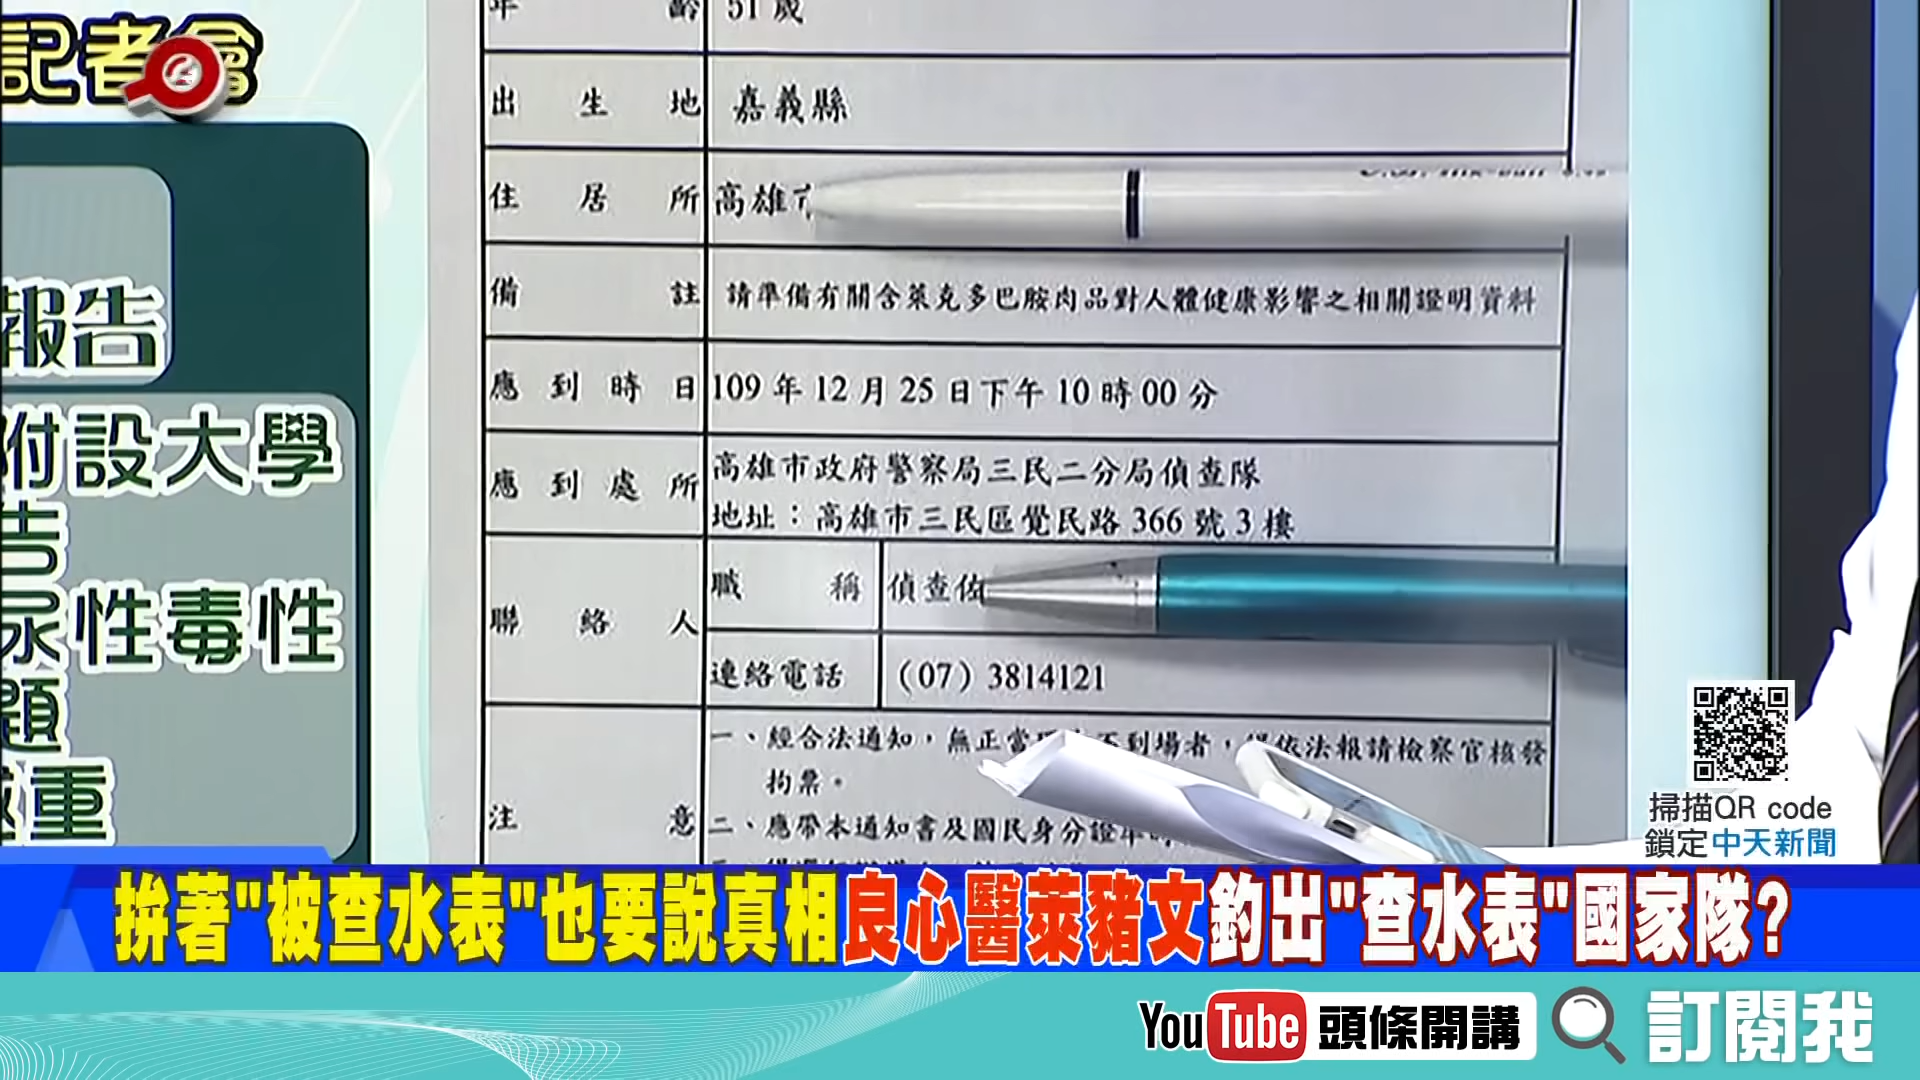 記者會
報告
附設大學
告
尿性毒性
題
嚴重
年齡 51歲
出生地 嘉義縣
住居所 高雄市
備註 請準備有關含萊克多巴胺肉品對人體健康影響之相關證明資料
應到時日 109年12月25日下午10時00分
應到處所 高雄市政府警察局三民二分局偵查隊
地址：高雄市三民區覺民路366號3樓
聯絡人 職稱 偵查佐
連絡電話 (07) 3814121
注意 一、經合法通知，無正當理 不到場者，得依法報請檢察官核發
拘票。
二、應帶本通知書及國民身分證
掃描QR code
鎖定中天新聞
拚著"被查水表"也要說真相良心醫萊豬文釣出"查水表"國家隊?
YouTube 頭條開講 訂閱我